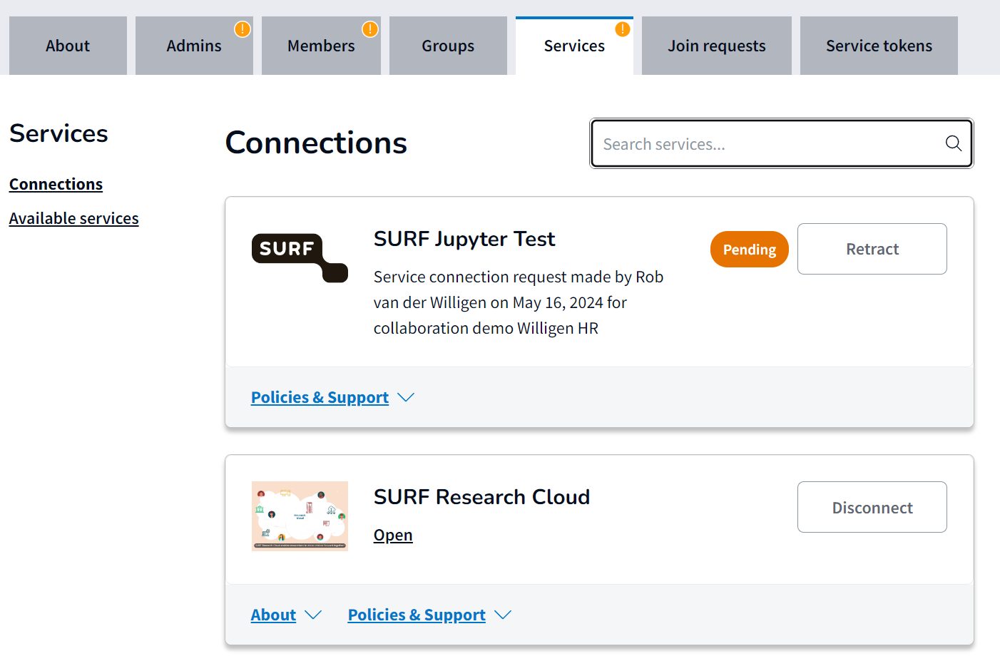 About
Admins
!
Members
!
Groups
Services
!
Join requests
Service tokens
Services
Connections
Available services
Connections
Search services...
SURF
SURF Jupyter Test
Service connection request made by Rob
van der Willigen on May 16, 2024 for
collaboration demo Willigen HR
Pending
Retract
Policies & Support
SURF Research Cloud
Open
Disconnect
About
Policies & Support